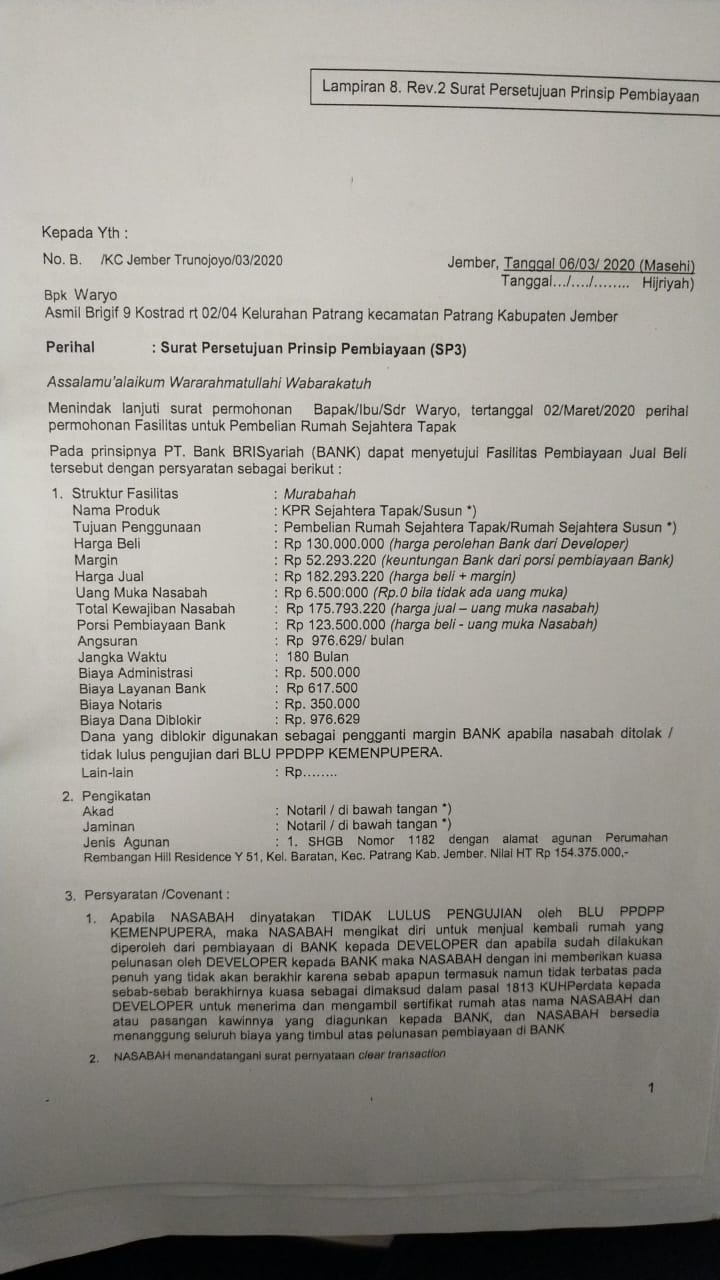 Lampiran 8. Rev.2 Surat Persetujuan Prinsip Pembiayaan
Kepada Yth :
No. B. /KC Jember Trunojoyo/03/2020
Jember, Tanggal 06/03/ 2020 (Masehi)
Tanggal.../..../........ Hijriyah)
Bpk Waryo
Asmil Brigif 9 Kostrad rt 02/04 Kelurahan Patrang kecamatan Patrang Kabupaten Jember
Perihal : Surat Persetujuan Prinsip Pembiayaan (SP3)
Assalamu'alaikum Wararahmatullahi Wabarakatuh
Menindak lanjuti surat permohonan Bapak/Ibu/Sdr Waryo, tertanggal 02/Maret/2020 perihal
permohonan Fasilitas untuk Pembelian Rumah Sejahtera Tapak
Pada prinsipnya PT. Bank BRISyariah (BANK) dapat menyetujui Fasilitas Pembiayaan Jual Beli
tersebut dengan persyaratan sebagai berikut :
1. Struktur Fasilitas : Murabahah
Nama Produk : KPR Sejahtera Tapak/Susun *)
Tujuan Penggunaan : Pembelian Rumah Sejahtera Tapak/Rumah Sejahtera Susun *)
Harga Beli : Rp 130.000.000 (harga perolehan Bank dari Developer)
Margin : Rp 52.293.220 (keuntungan Bank dari porsi pembiayaan Bank)
Harga Jual : Rp 182.293.220 (harga beli + margin)
Uang Muka Nasabah : Rp 6.500.000 (Rp.0 bila tidak ada uang muka)
Total Kewajiban Nasabah : Rp 175.793.220 (harga jual – uang muka nasabah)
Porsi Pembiayaan Bank : Rp 123.500.000 (harga beli - uang muka Nasabah)
Angsuran : Rp 976.629/ bulan
Jangka Waktu : 180 Bulan
Biaya Administrasi : Rp. 500.000
Biaya Layanan Bank : Rp 617.500
Biaya Notaris : Rp. 350.000
Biaya Dana Diblokir : Rp. 976.629
Dana yang diblokir digunakan sebagai pengganti margin BANK apabila nasabah ditolak /
tidak lulus pengujian dari BLU PPDPP KEMENPUPERA.
Lain-lain : Rp........
2. Pengikatan
Akad : Notaril / di bawah tangan *)
Jaminan : Notaril / di bawah tangan *)
Jenis Agunan : 1. SHGB Nomor 1182 dengan alamat agunan Perumahan
Rembangan Hill Residence Y 51, Kel. Baratan, Kec. Patrang Kab. Jember. Nilai HT Rp 154.375.000,-
3. Persyaratan /Covenant :
1. Apabila NASABAH dinyatakan TIDAK LULUS PENGUJIAN oleh BLU PPDPP
KEMENPUPERA, maka NASABAH mengikat diri untuk menjual kembali rumah yang
diperoleh dari pembiayaan di BANK kepada DEVELOPER dan apabila sudah dilakukan
pelunasan oleh DEVELOPER kepada BANK maka NASABAH dengan ini memberikan kuasa
penuh yang tidak akan berakhir karena sebab apapun termasuk namun tidak terbatas pada
sebab-sebab berakhirnya kuasa sebagai dimaksud dalam pasal 1813 KUHPerdata kepada
DEVELOPER untuk menerima dan mengambil sertifikat rumah atas nama NASABAH dan
atau pasangan kawinnya yang diagunkan kepada BANK, dan NASABAH bersedia
menanggung seluruh biaya yang timbul atas pelunasan pembiayaan di BANK
2. NASABAH menandatangani surat pernyataan clear transaction
1